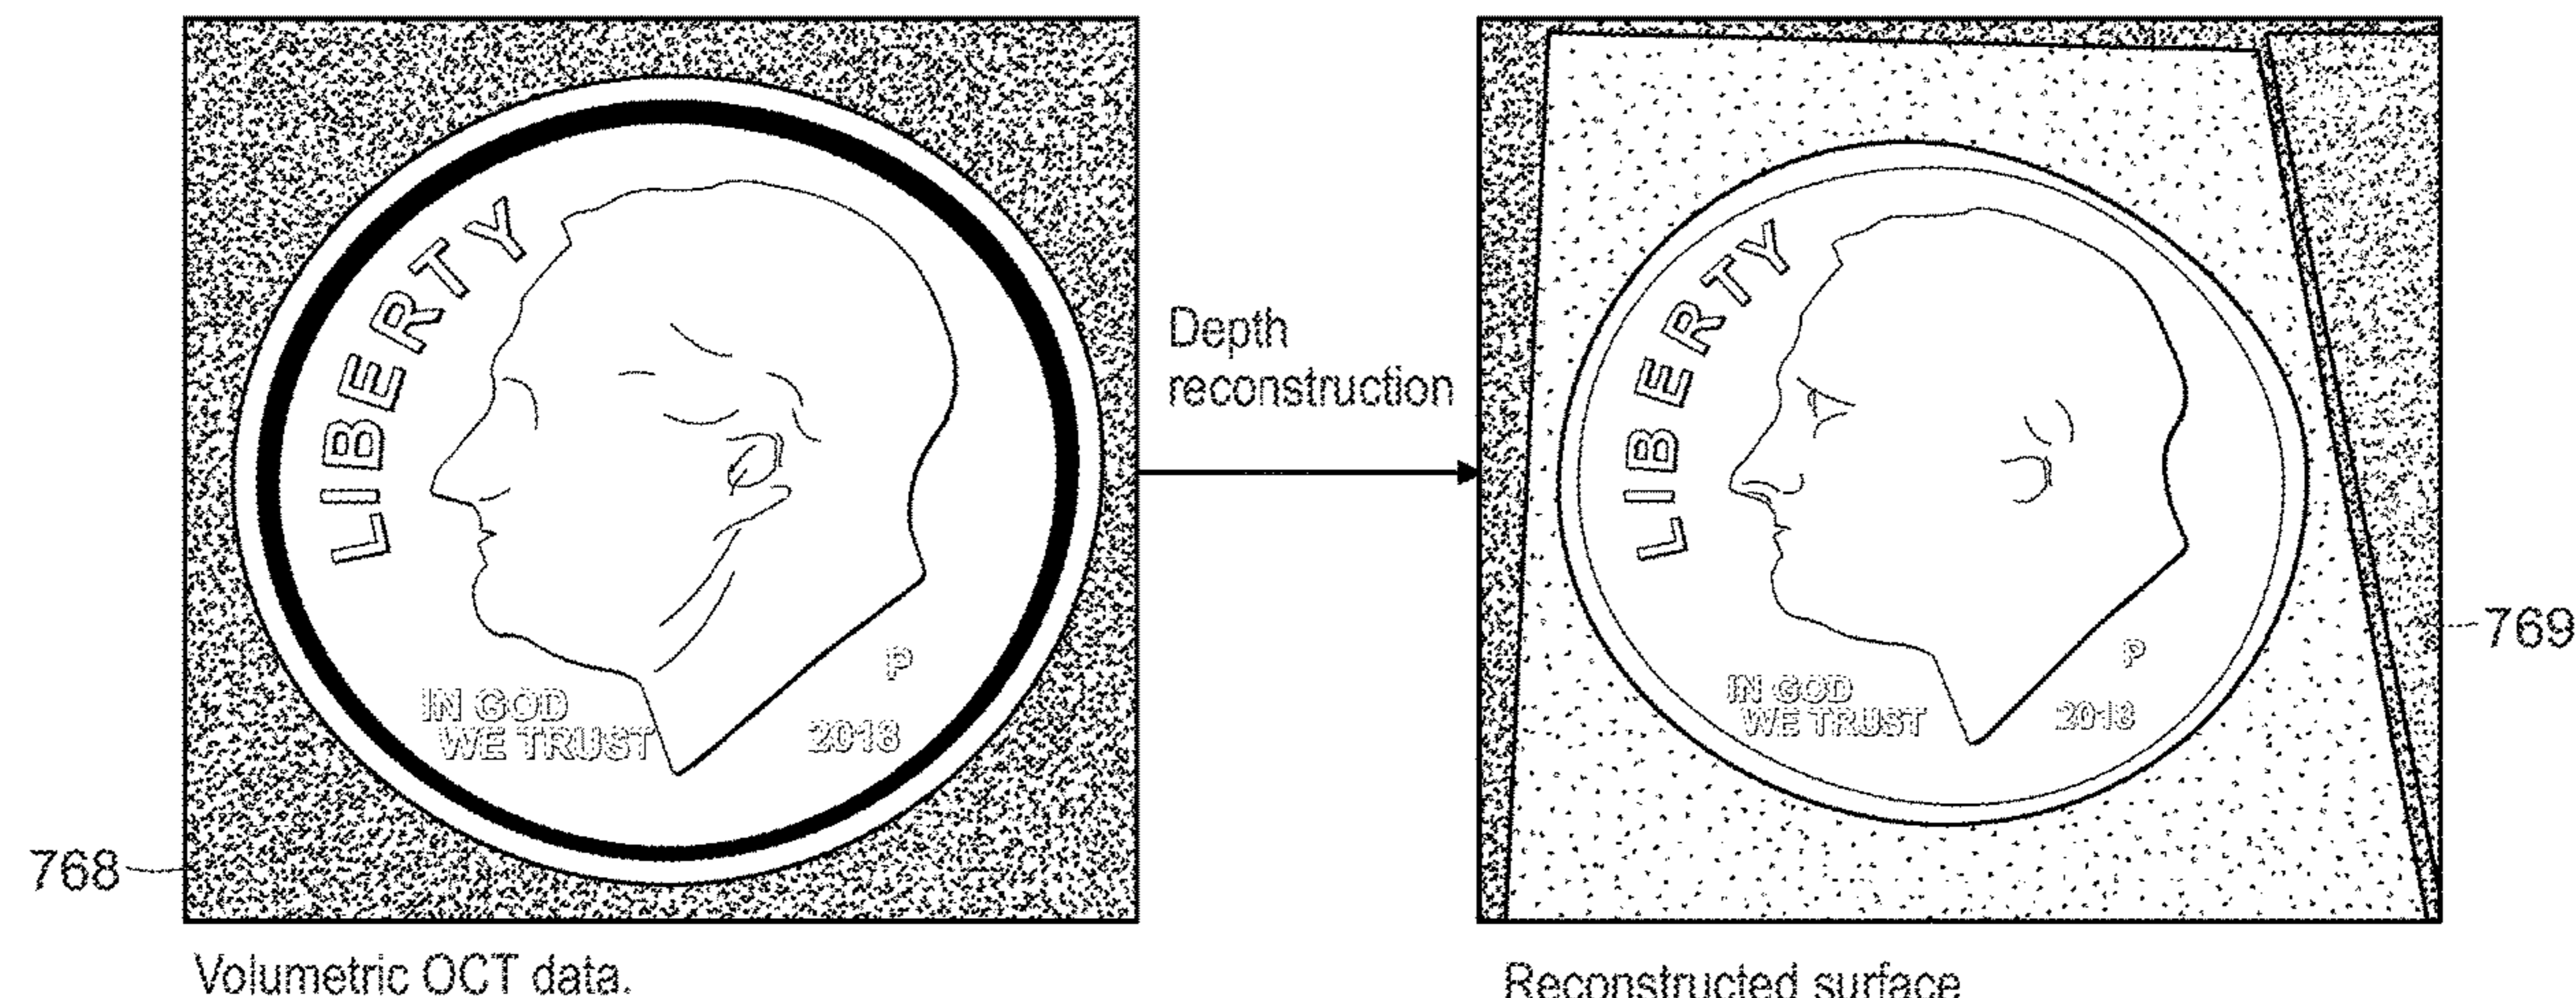 LIBERTY
IN GOD
WE TRUST
P
2018
768
Volumetric OCT data.
Depth
reconstruction
LIBERTY
IN GOD
WE TRUST
P
2018
769
Reconstructed surface